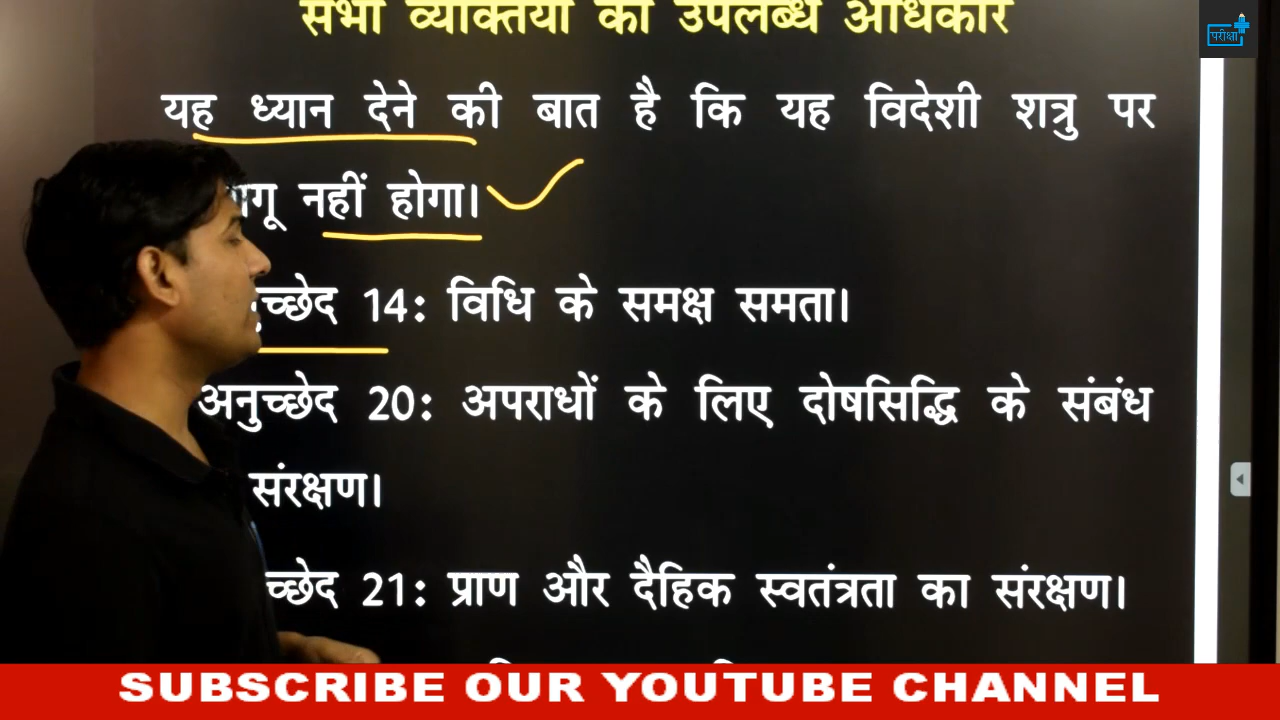 सभी व्यक्तियों को उपलब्ध अधिकार
परीक्षा
यह ध्यान देने की बात है कि यह विदेशी शत्रु पर
नहीं होगा।
14: विधि के समक्ष समता।
अनुच्छेद 20: अपराधों के लिए दोषसिद्धि के संबंध
संरक्षण।
21: प्राण और दैहिक स्वतंत्रता का संरक्षण।
SUBSCRIBE OUR YOUTUBE CHANNEL